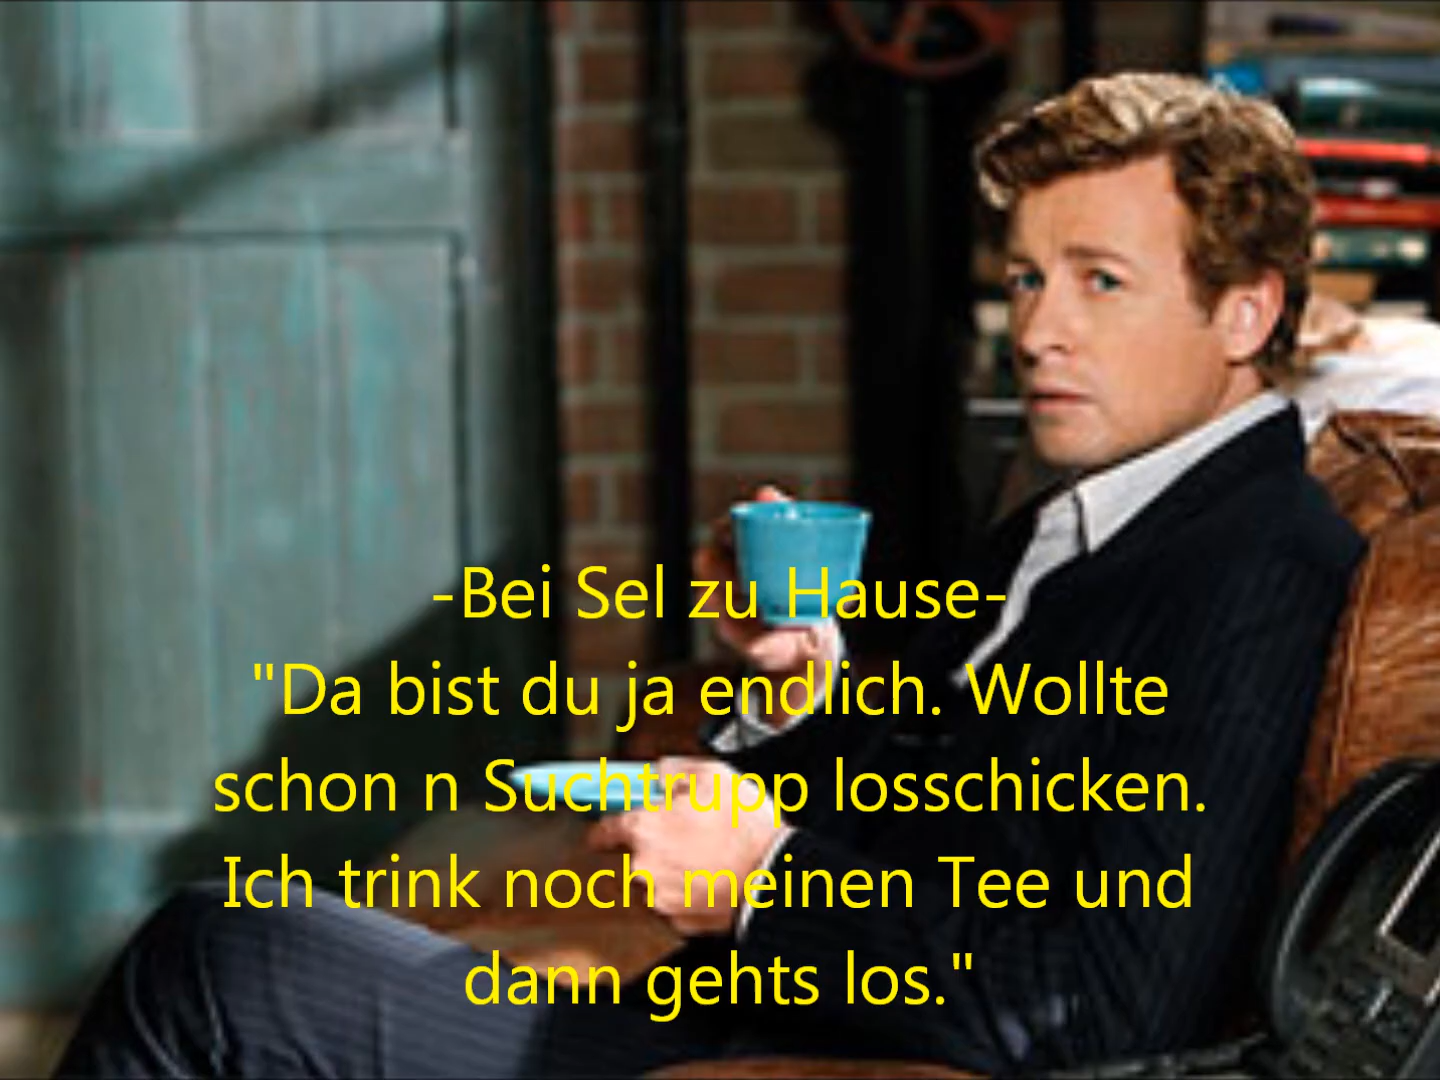 -Bei Sel zu Hause-
"Da bist du ja endlich. Wollte
schon n Suchtrupp losschicken.
Ich trink noch meinen Tee und
dann gehts los."